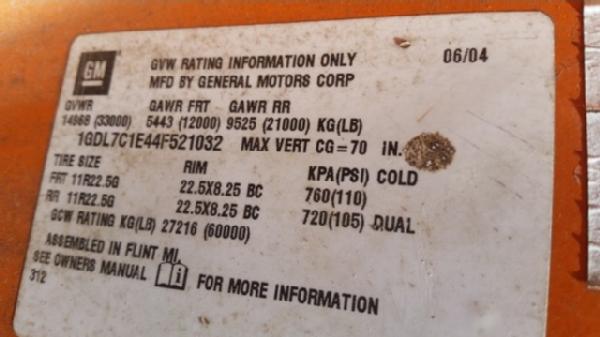 GM
GVW RATING INFORMATION ONLY 06/04
MFD BY GENERAL MOTORS CORP
GVWR GAWR FRT GAWR RR
14968 (33000) 5443 (12000) 9525 (21000) KG(LB)
1GDL7C1E44F521032 MAX VERT CG=70 IN.
TIRE SIZE RIM KPA(PSI) COLD
FRT 11R22.5G 22.5X8.25 BC 760(110)
RR 11R22.5G 22.5X8.25 BC 720(105) DUAL
GCW RATING KG(LB) 27216 (60000)
ASSEMBLED IN FLINT MI.
SEE OWNERS MANUAL i FOR MORE INFORMATION
312